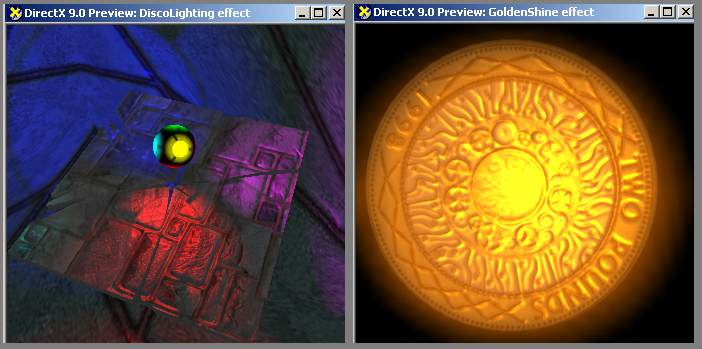 DirectX 9.0 Preview: DiscoLighting effect
DirectX 9.0 Preview: GoldenShine effect
1998
TWO POUNDS